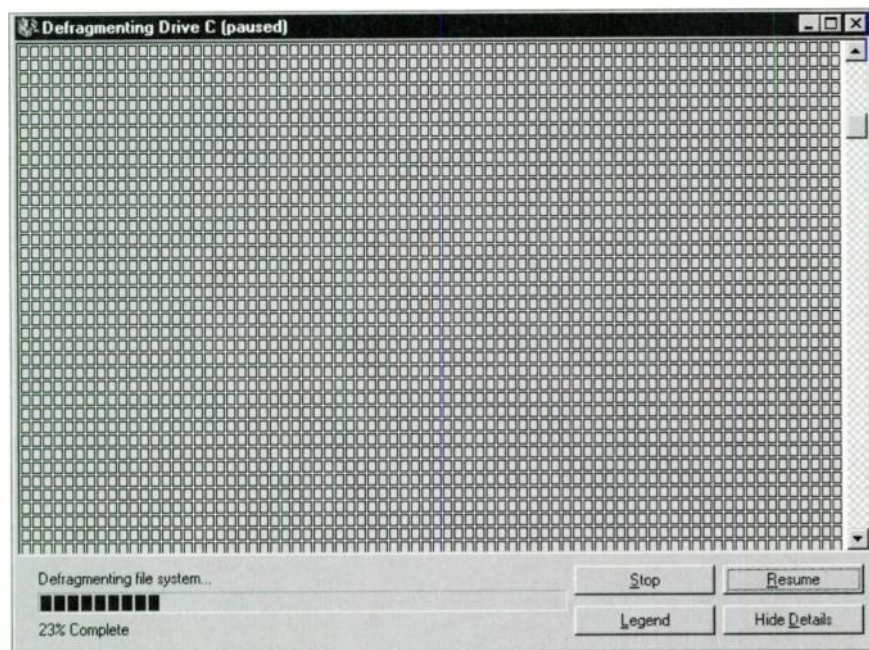 Defragmenting Drive C (paused)
Defragmenting file system...
23% Complete
Stop
Resume
Legend
Hide Details